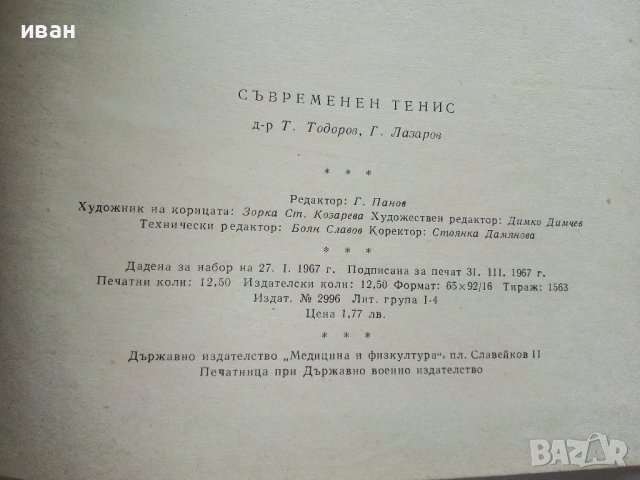 иван
СЪВРЕМЕНЕН ТЕНИС
д-р Т. Тодоров, Г. Лазаров
* * *
Редактор: Г. Панов
Художник на корицата: Зорка Ст. Козарева Художествен редактор: Димко Димчев
Технически редактор: Боян Славов Коректор: Стоянка Дамянова
* * *
Дадена за набор на 27. I. 1967 г. Подписана за печат 31. III. 1967 г.
Печатни коли: 12,50 Издателски коли: 12,50 Формат: 65×92/16 Тираж: 1563
Издат. № 2996 Лит. група I-4
Цена 1,77 лв.
* * *
Държавно издателство „Медицина и физкултура“, пл. Славейков 11
Печатница при Държавно военно издателство
BAZAR